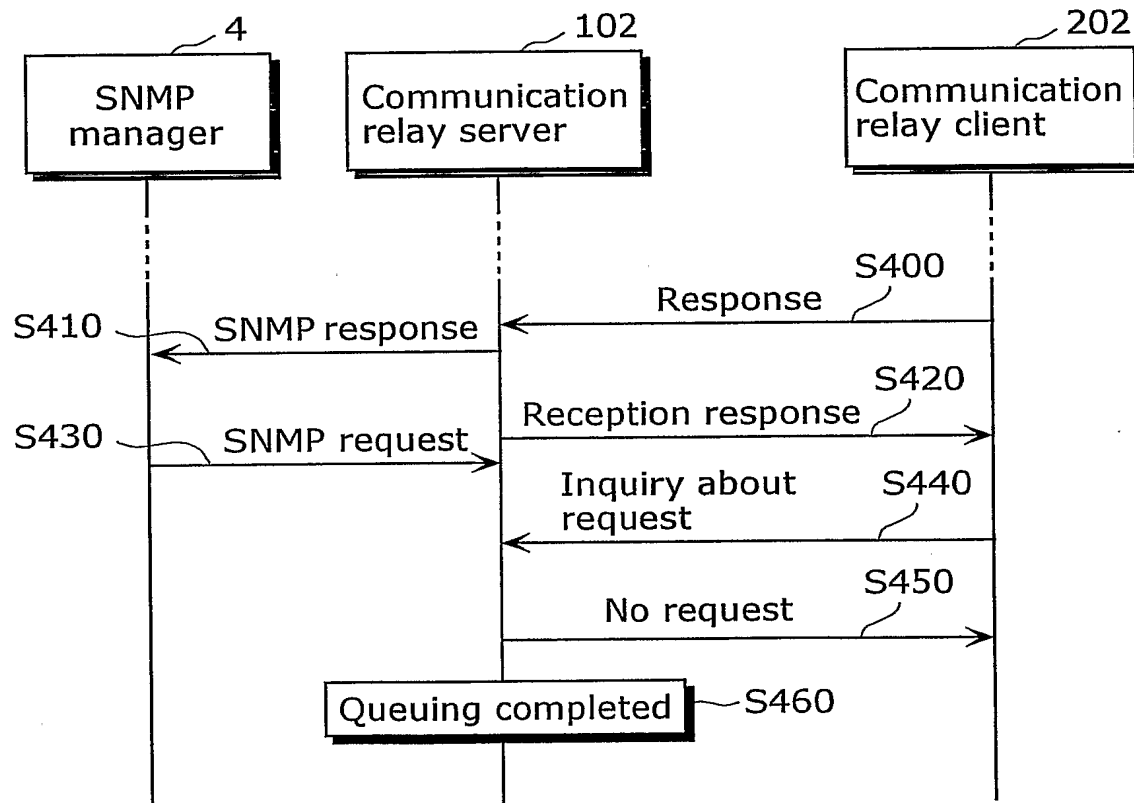 4
102
202
SNMP
manager
Communication
relay server
Communication
relay client
S400
Response
S410
SNMP response
S420
Reception response
S430
SNMP request
Inquiry about
request
S440
S450
No request
Queuing completed
S460